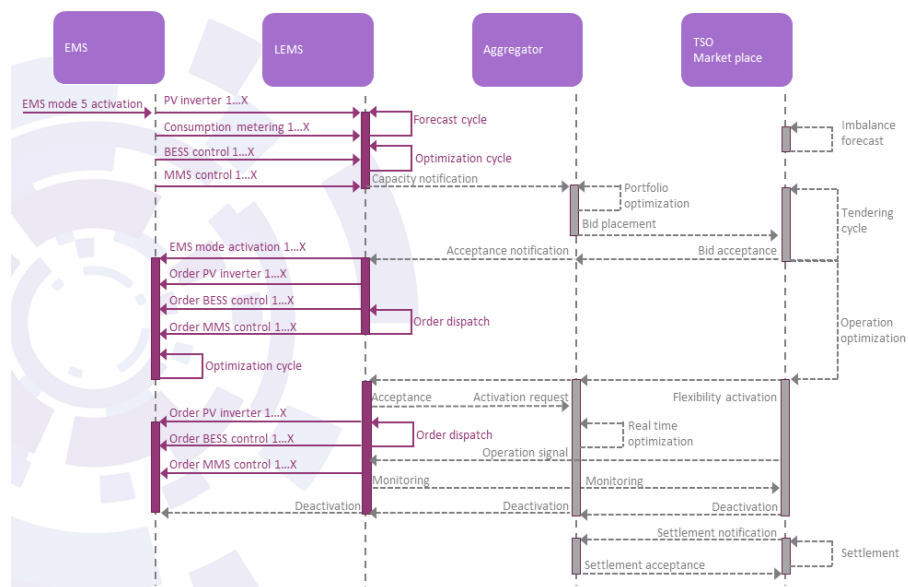 EMS
LEMS
Aggregator
TSO
Market place
EMS mode 5 activation
PV inverter 1...X
Forecast cycle
Consumption metering 1...X
Imbalance
forecast
BESS control 1...X
Optimization cycle
MMS control 1...X
Capacity notification
Portfolio
optimization
Bid placement
Tendering
cycle
EMS mode activation 1...X
Acceptance notification
Bid acceptance
Order PV inverter 1...X
Order BESS control 1...X
Order MMS control 1...X
Order dispatch
Operation
optimization
Optimization cycle
Acceptance
Activation request
Flexibility activation
Order PV inverter 1...X
Order BESS control 1...X
Order dispatch
Real time
optimization
Operation signal
Order MMS control 1...X
Monitoring
Monitoring
Deactivation
Deactivation
Deactivation
Settlement notification
Settlement
Settlement acceptance